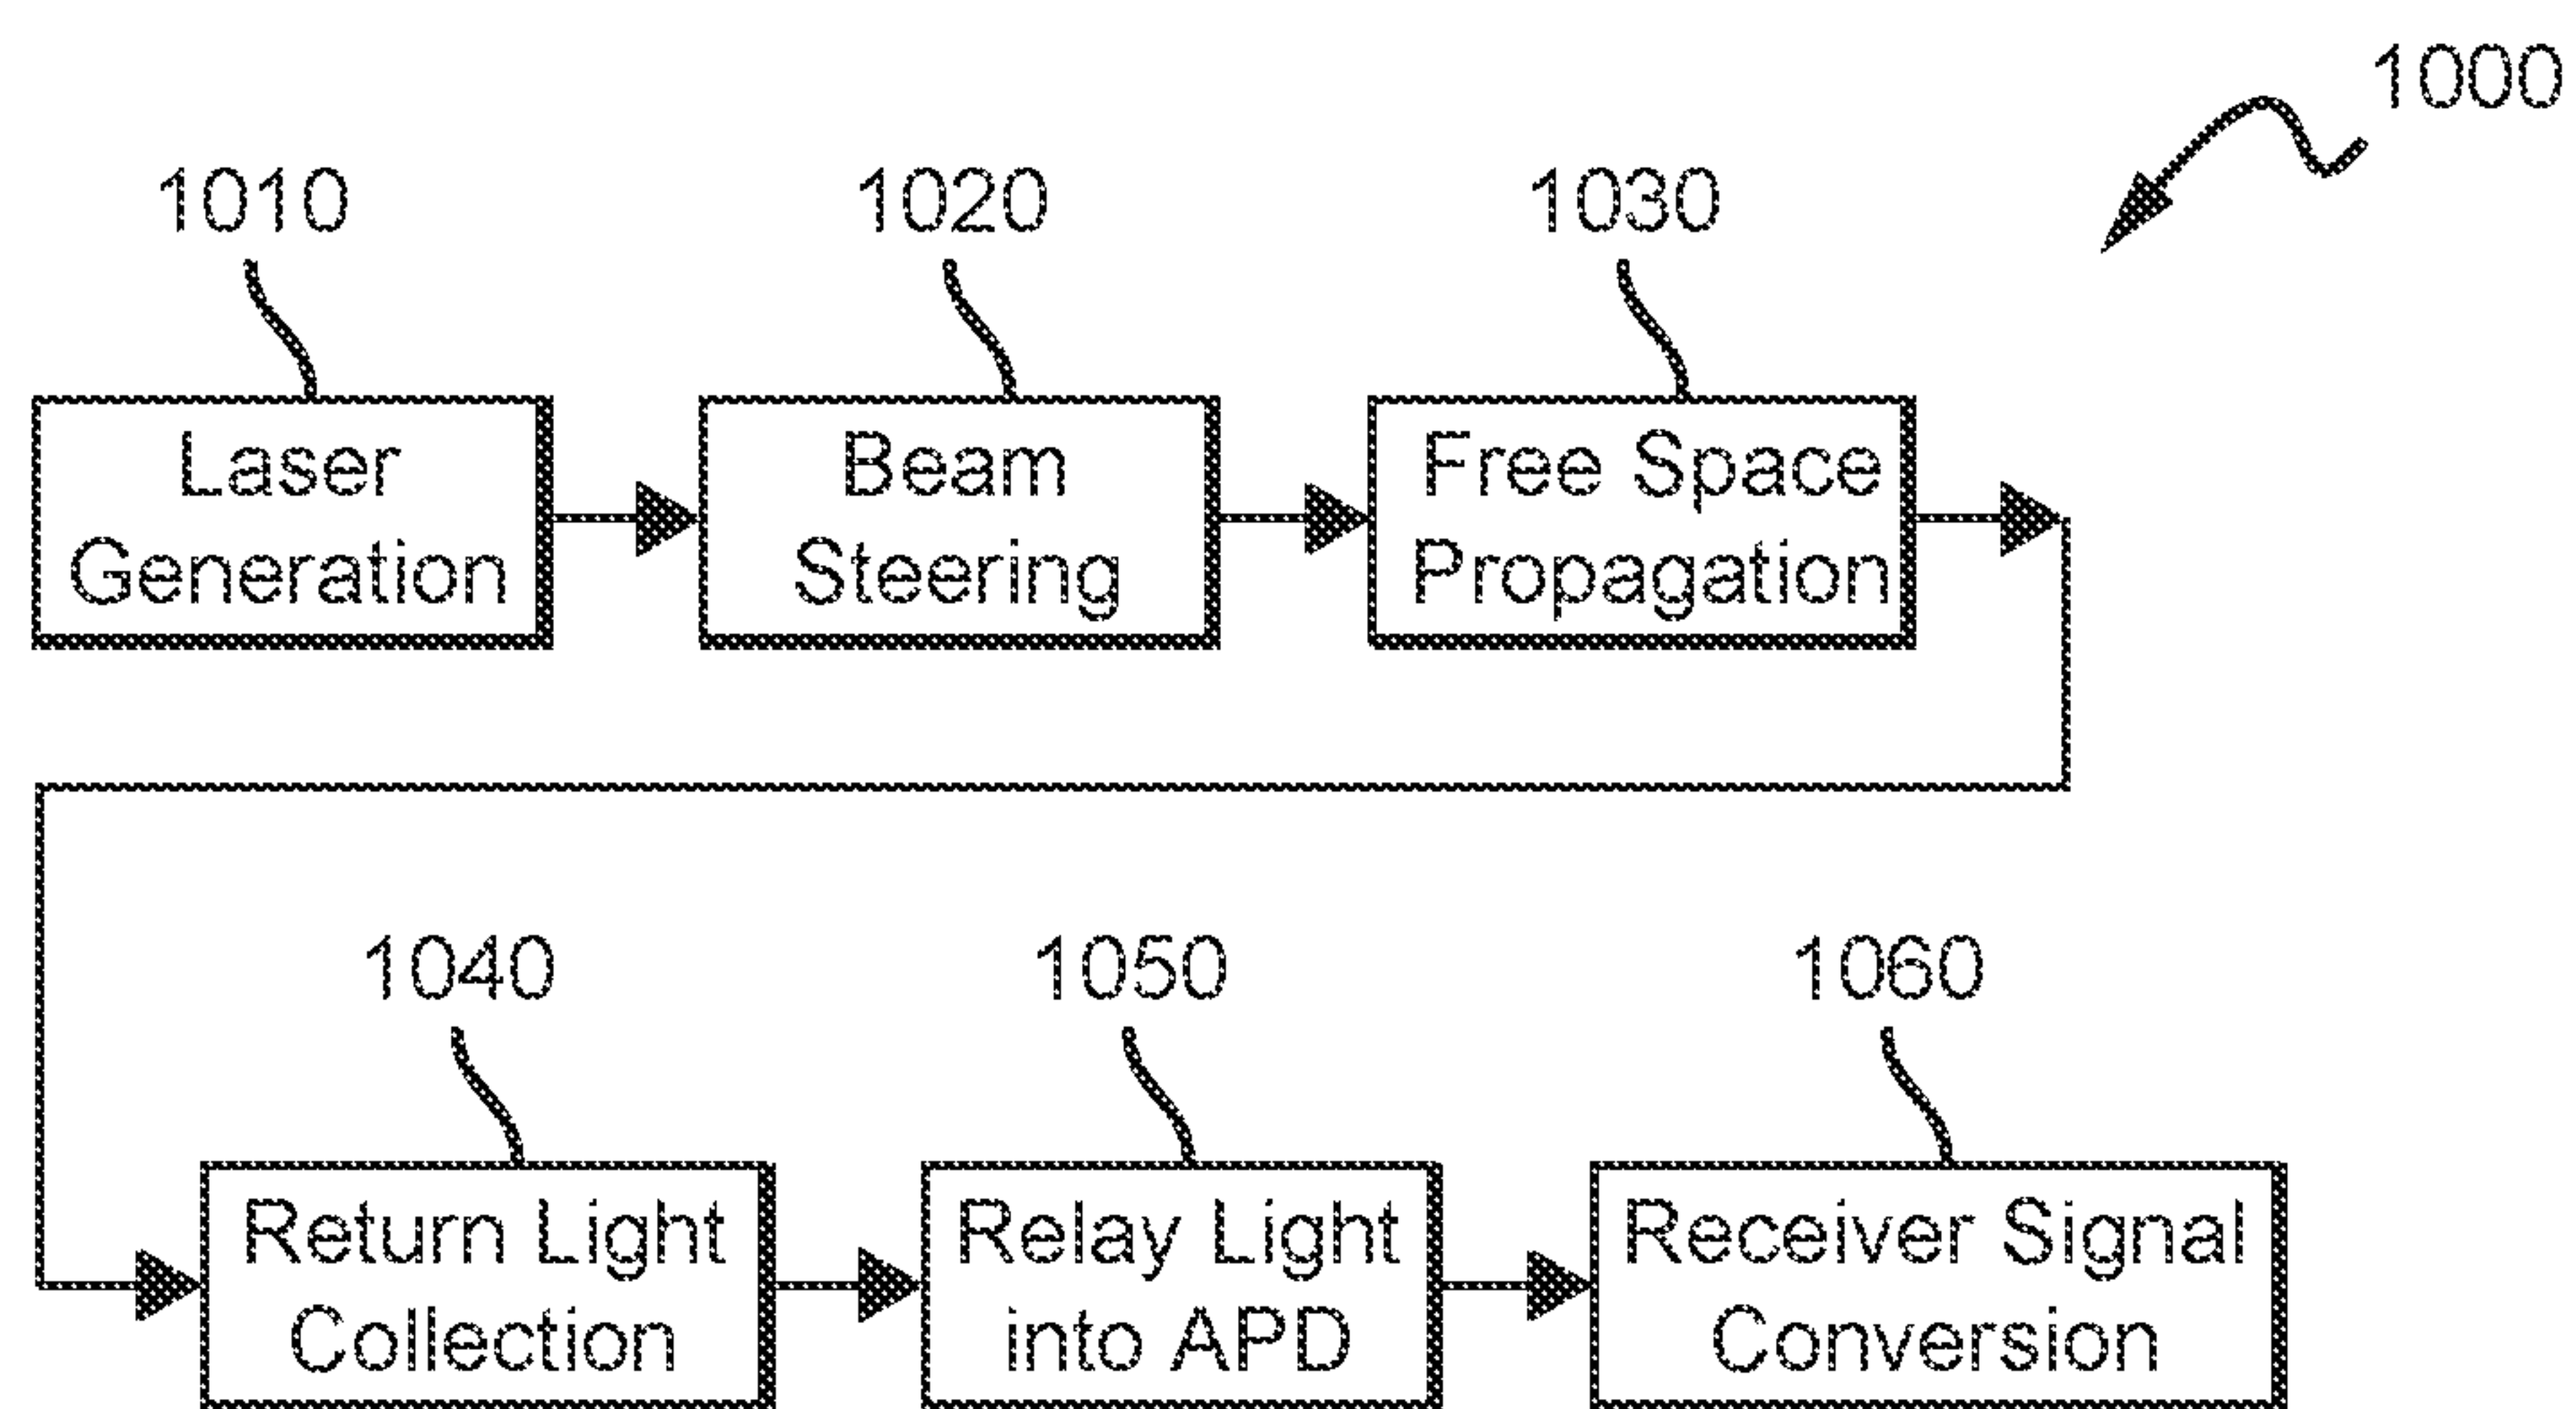 1000
1010
1020
1030
Laser
Generation
Beam
Steering
Free Space
Propagation
1040
1050
1060
Return Light
Collection
Relay Light
into APD
Receiver Signal
Conversion